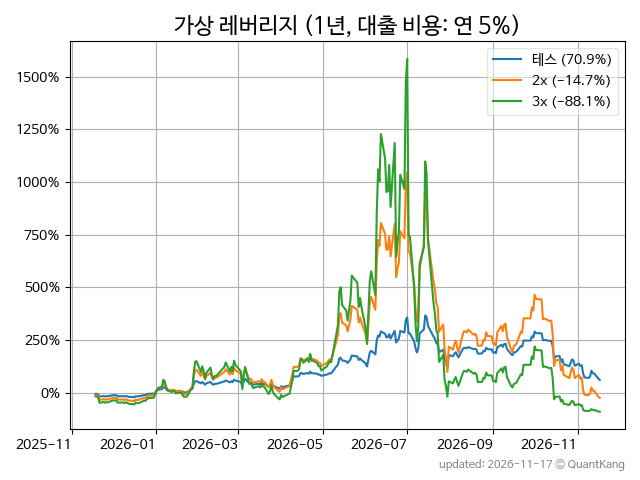 가상 레버리지 (1년, 대출 비용: 연 5%)
테스 (70.9%)
2x (−14.7%)
3x (−88.1%)
1500%
1250%
1000%
750%
500%
250%
0%
2025-11 2026-01 2026-03 2026-05 2026-07 2026-09 2026-11
updated: 2026-11-17 © QuantKang